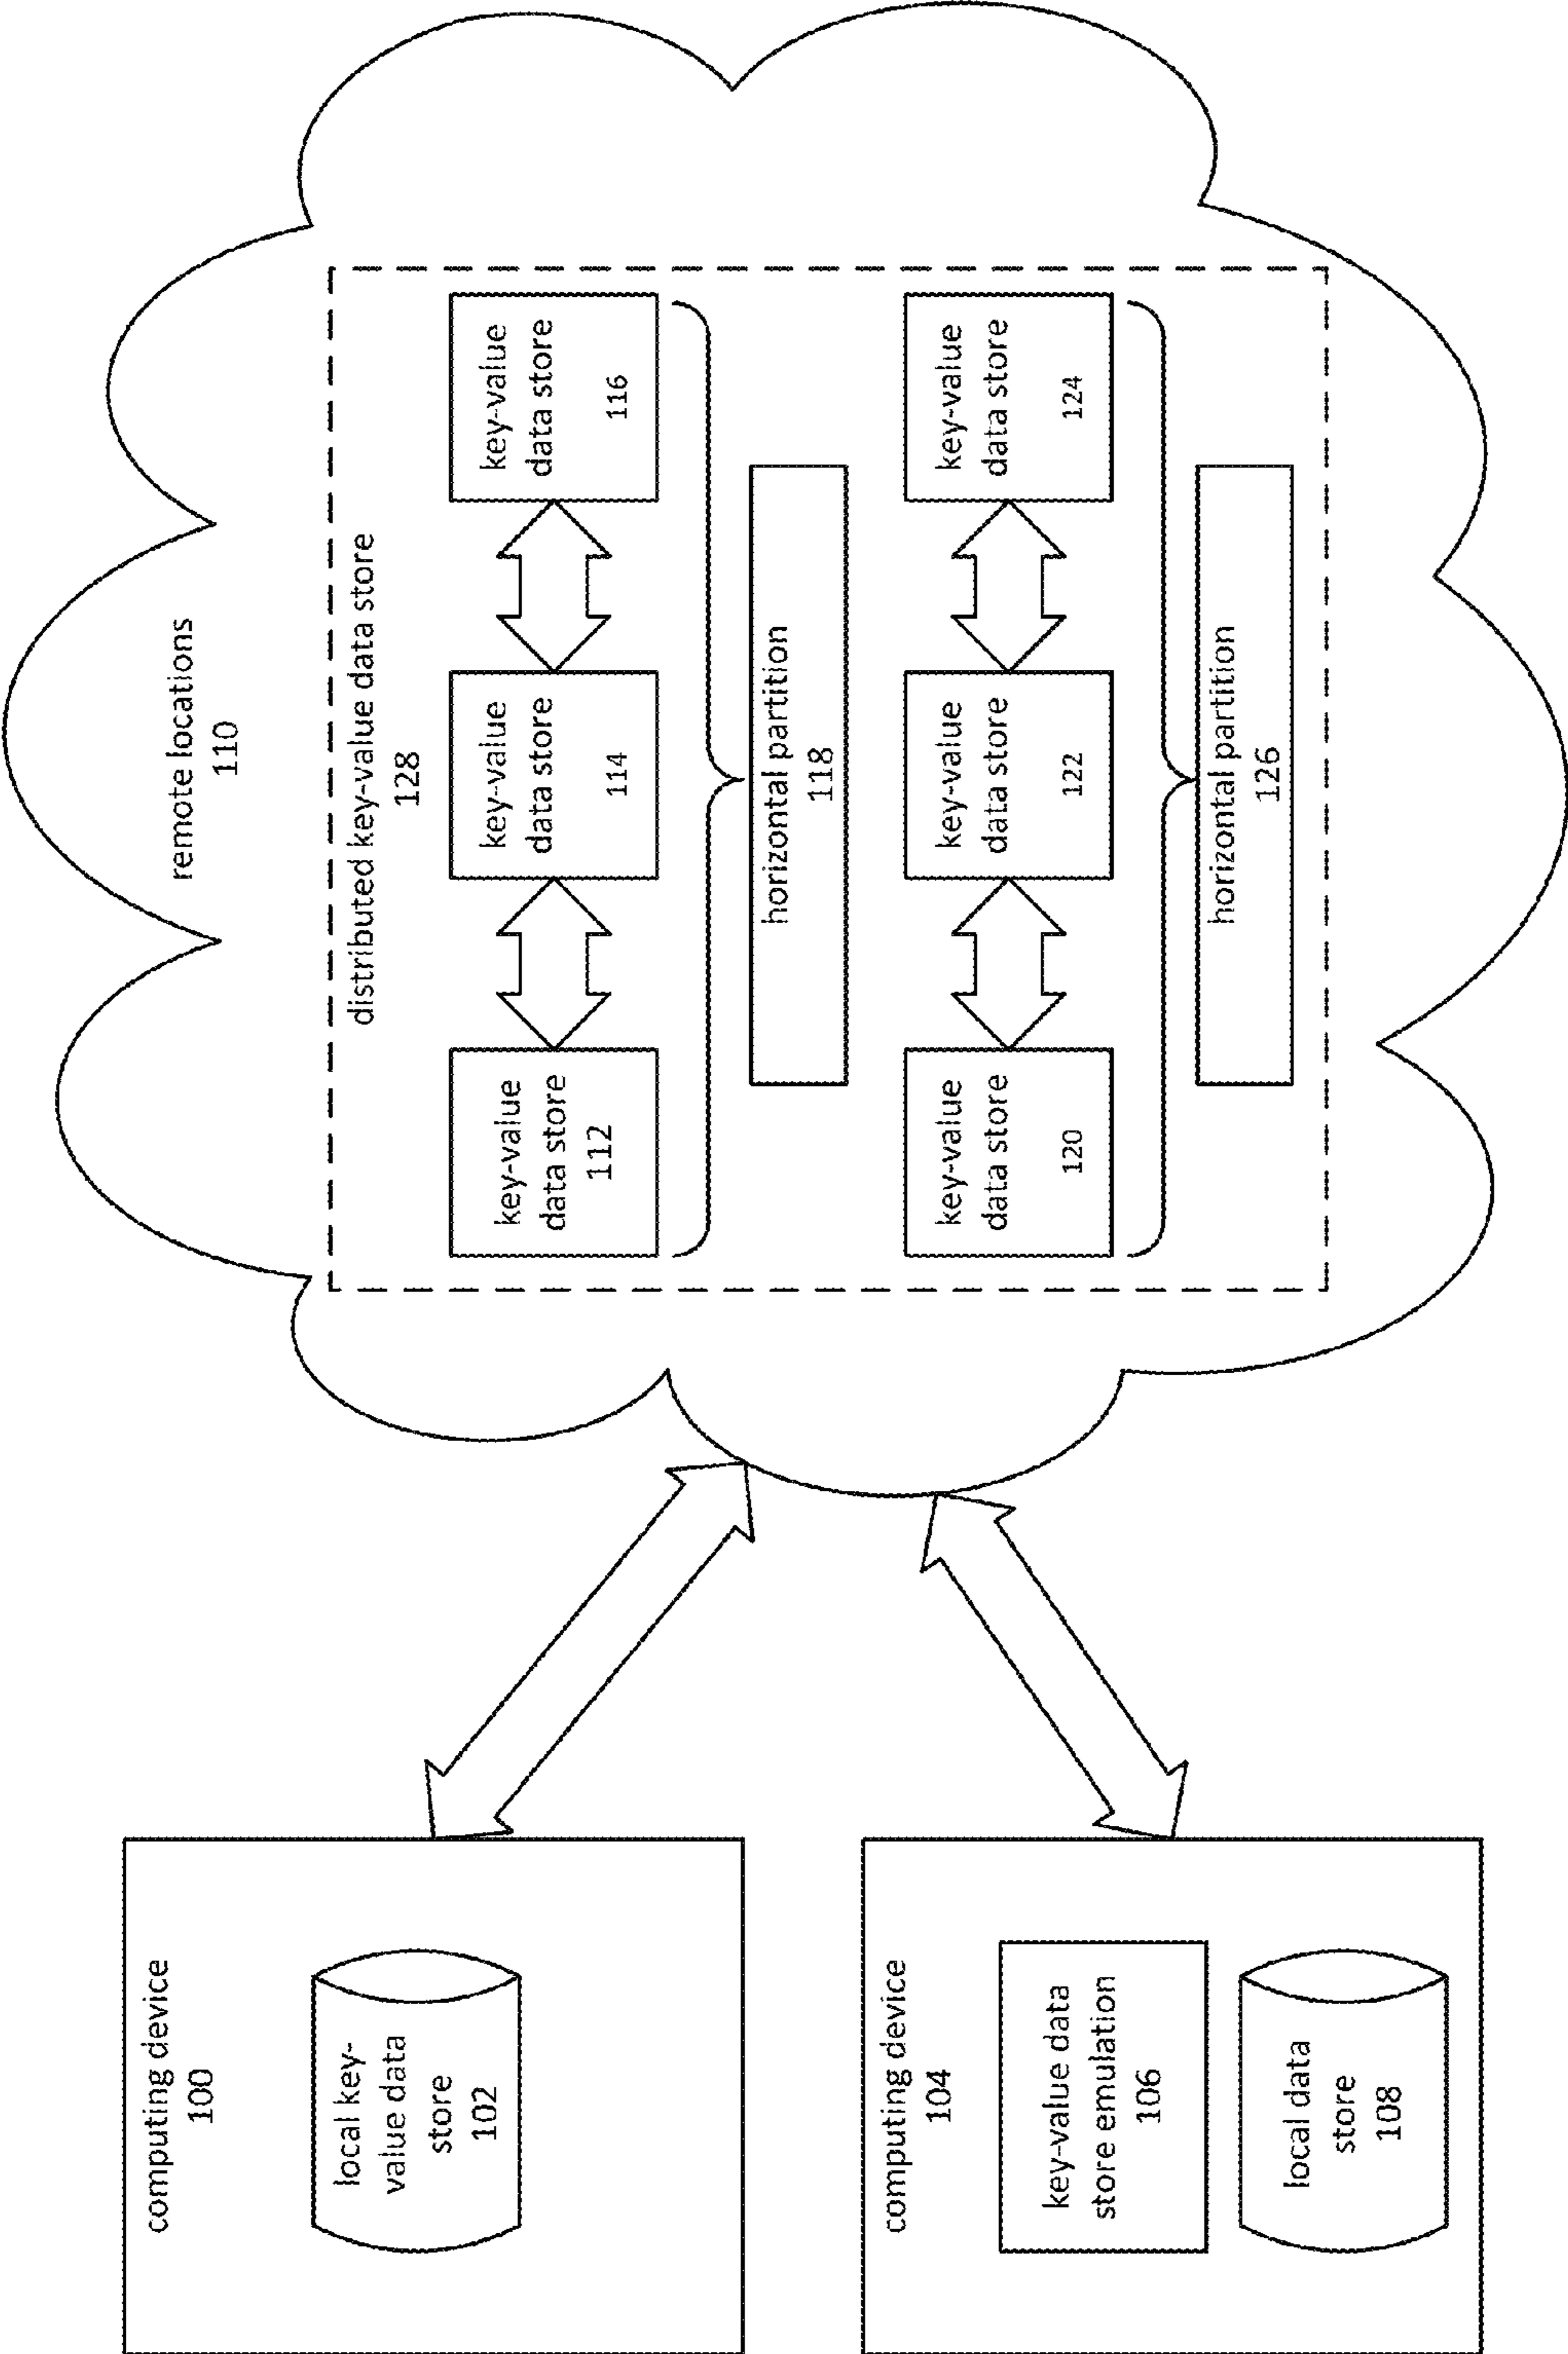 computing device
100
local key-
value data
store
102
computing device
104
key-value data
store emulation
106
local data
store
108
remote locations
110
distributed key-value data store
128
key-value
data store
112
key-value
data store
114
key-value
data store
116
horizontal partition
118
key-value
data store
120
key-value
data store
122
key-value
data store
124
horizontal partition
126